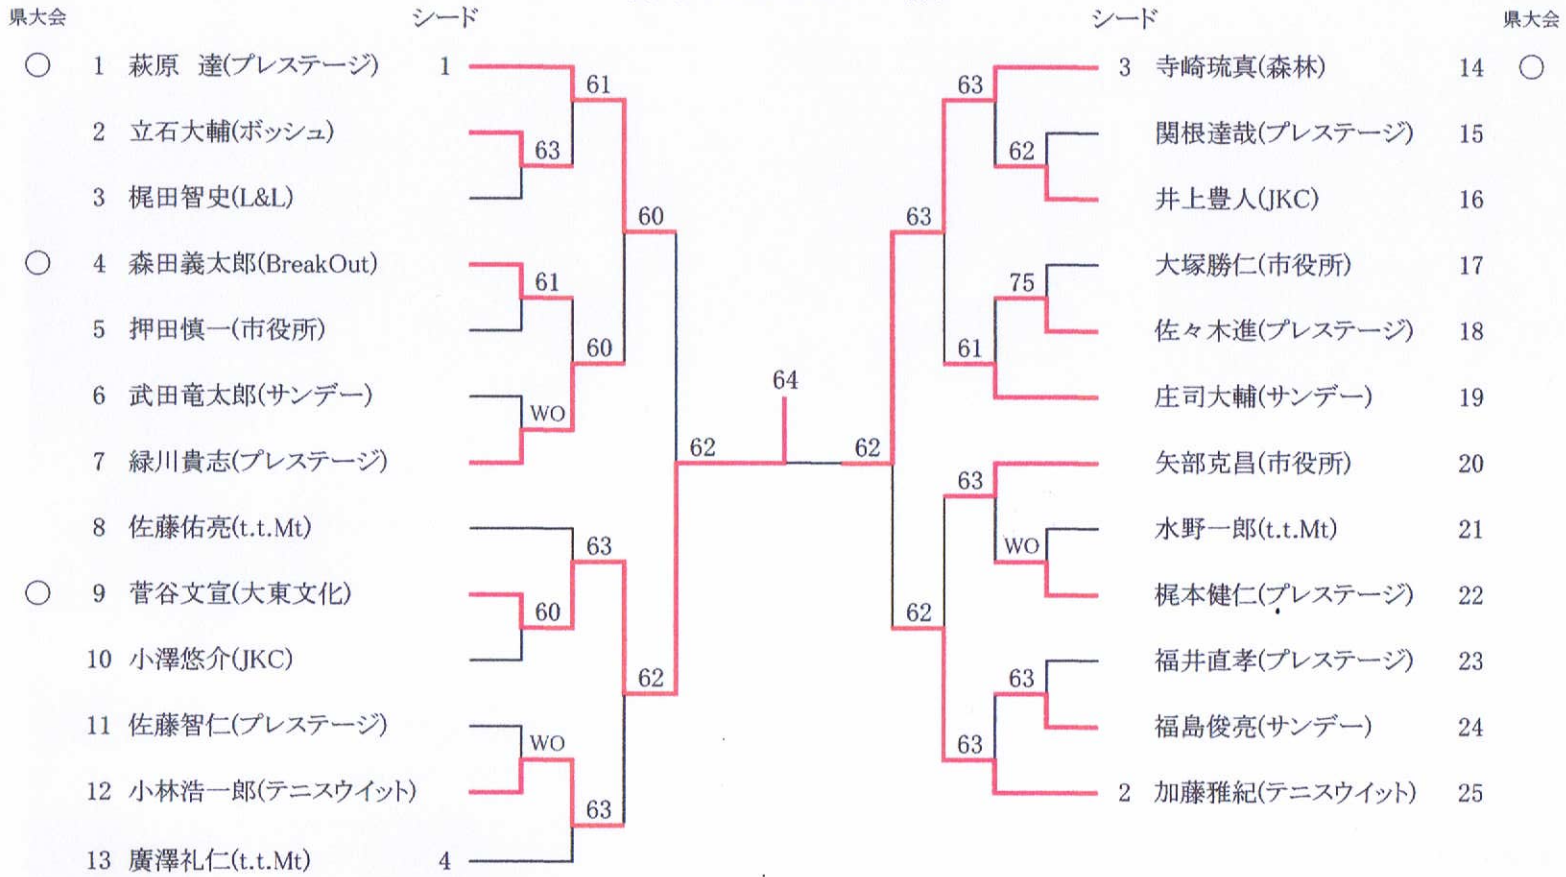 県大会 シード シード 県大会
○ 1 萩原 達(プレステージ) 1 61 63 3 寺崎琉真(森林) 14 ○
2 立石大輔(ボッシュ) 63 62 関根達哉(プレステージ) 15
3 梶田智史(L&L) 60 63 井上豊人(JKC) 16
○ 4 森田義太郎(BreakOut) 61 75 大塚勝仁(市役所) 17
5 押田慎一(市役所) 60 61 佐々木進(プレステージ) 18
6 武田竜太郎(サンデー) WO 64 庄司大輔(サンデー) 19
7 緑川貴志(プレステージ) 62 62 63 矢部克昌(市役所) 20
8 佐藤佑亮(t.t.Mt) 63 WO 水野一郎(t.t.Mt) 21
○ 9 菅谷文宣(大東文化) 60 62 梶本健仁(プレステージ) 22
10 小澤悠介(JKC) 62 63 福井直孝(プレステージ) 23
11 佐藤智仁(プレステージ) WO 63 福島俊亮(サンデー) 24
12 小林浩一郎(テニスウイット) 63 2 加藤雅紀(テニスウイット) 25
13 廣澤礼仁(t.t.Mt) 4